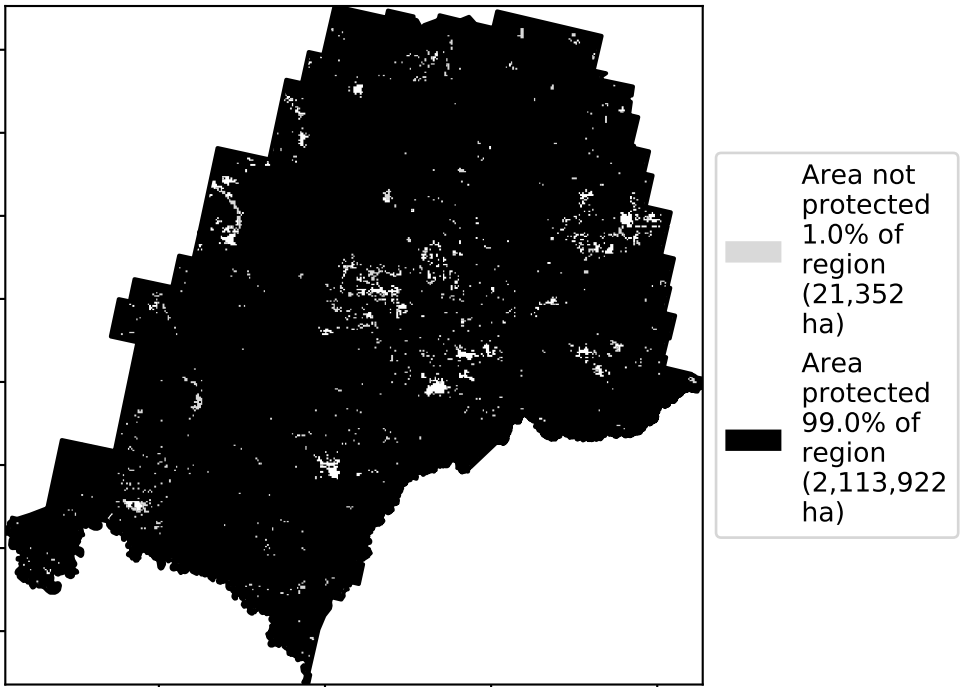 Area not
protected
1.0% of
region
(21,352
ha)
Area
protected
99.0% of
region
(2,113,922
ha)